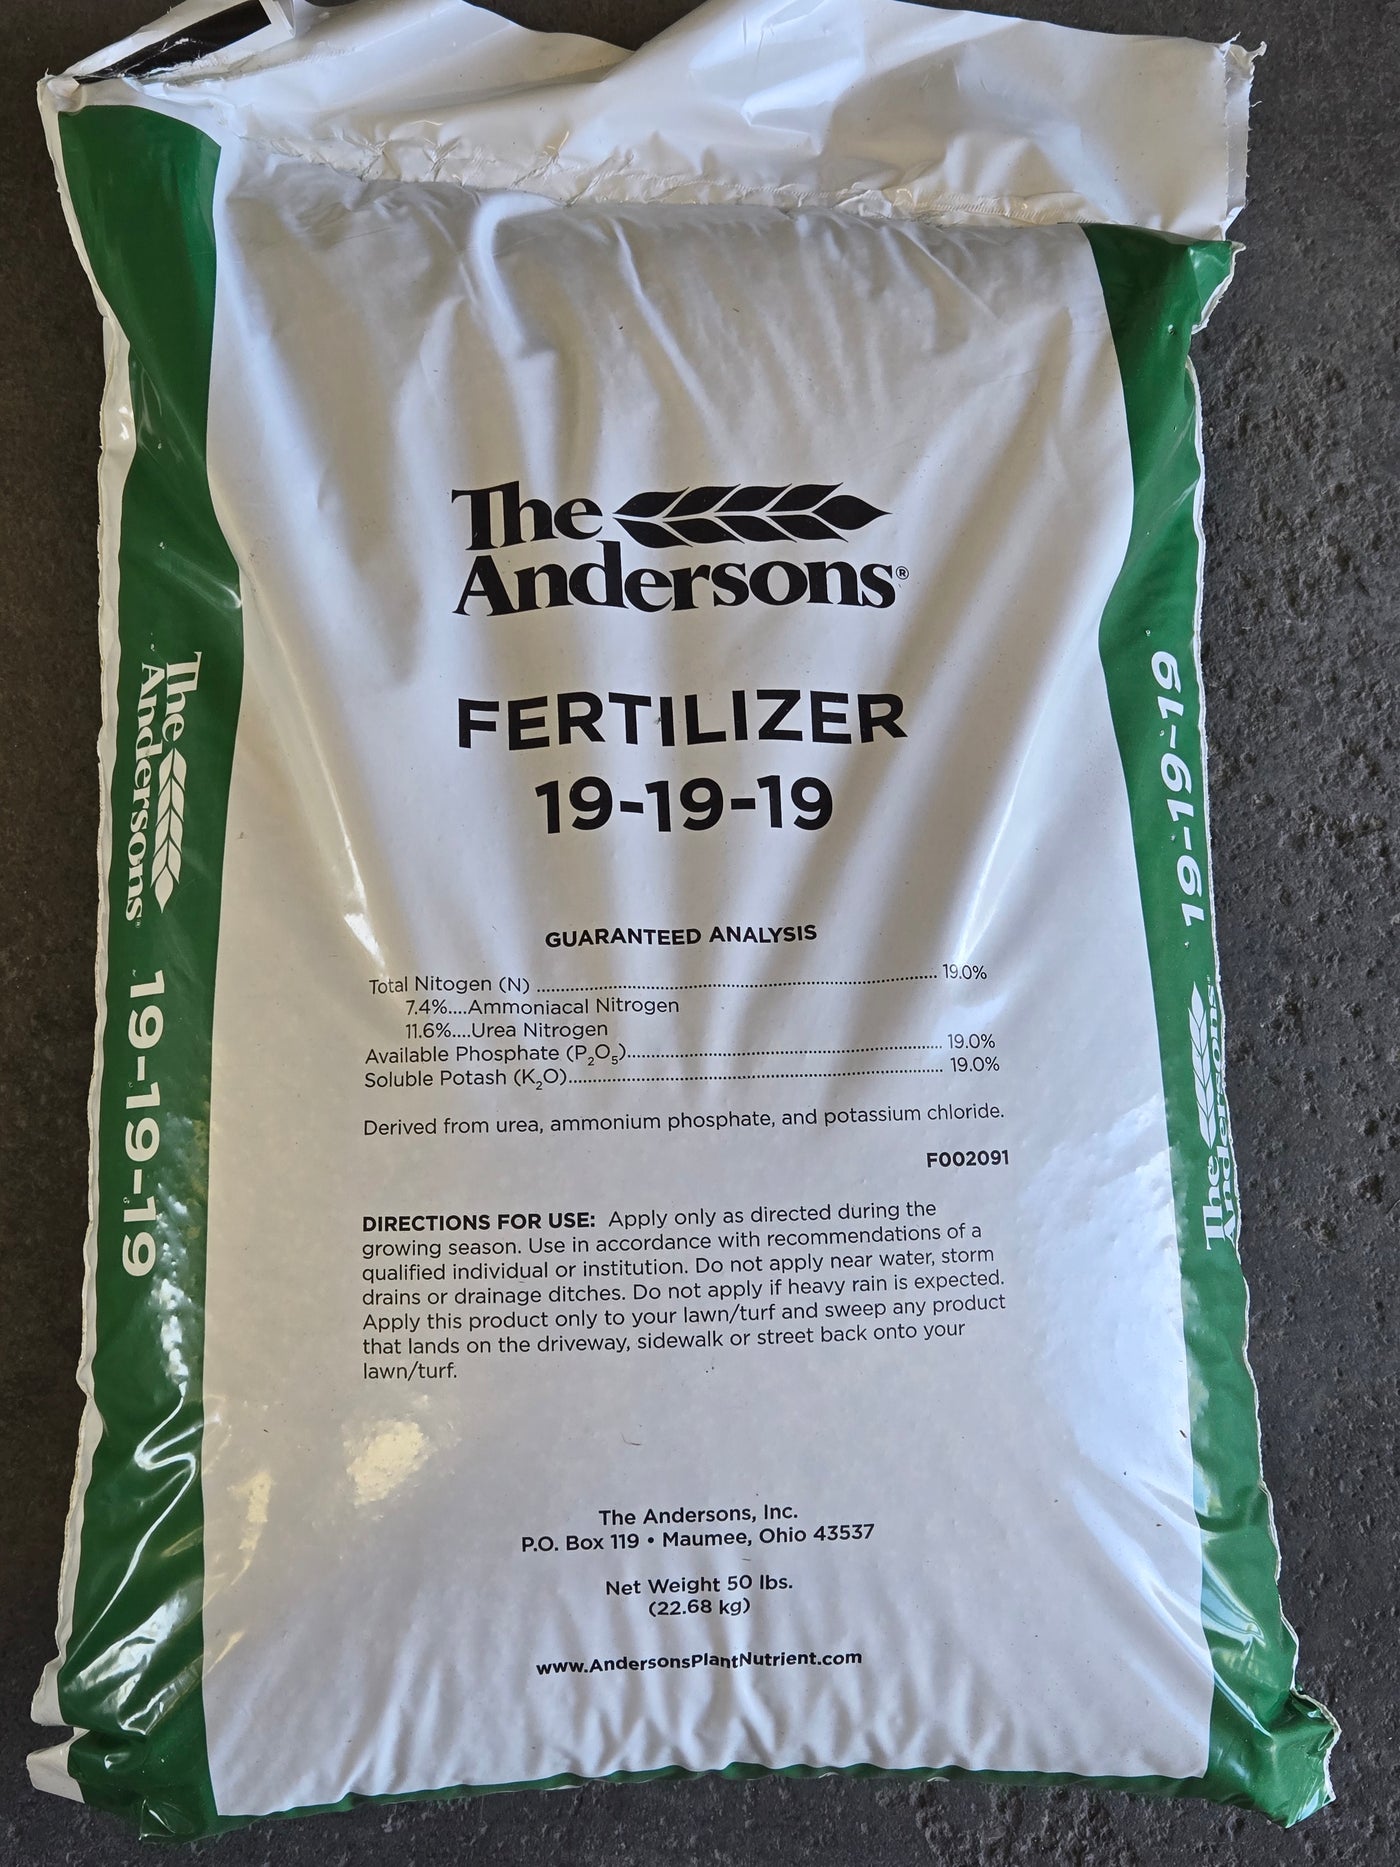 The
Andersons®
FERTILIZER
19-19-19
GUARANTEED ANALYSIS
Total Nitogen (N) ........................ 19.0%
7.4%....Ammoniacal Nitrogen
11.6%....Urea Nitrogen
Available Phosphate (P₂O₅)........................ 19.0%
Soluble Potash (K₂O)........................ 19.0%
Derived from urea, ammonium phosphate, and potassium chloride.
F002091
DIRECTIONS FOR USE: Apply only as directed during the
growing season. Use in accordance with recommendations of a
qualified individual or institution. Do not apply near water, storm
drains or drainage ditches. Do not apply if heavy rain is expected.
Apply this product only to your lawn/turf and sweep any product
that lands on the driveway, sidewalk or street back onto your
lawn/turf.
The Andersons, Inc.
P.O. Box 119 • Maumee, Ohio 43537
Net Weight 50 lbs.
(22.68 kg)
www.AndersonsPlantNutrient.com
The
Andersons®
19-19-19
The
Andersons
19-19-19